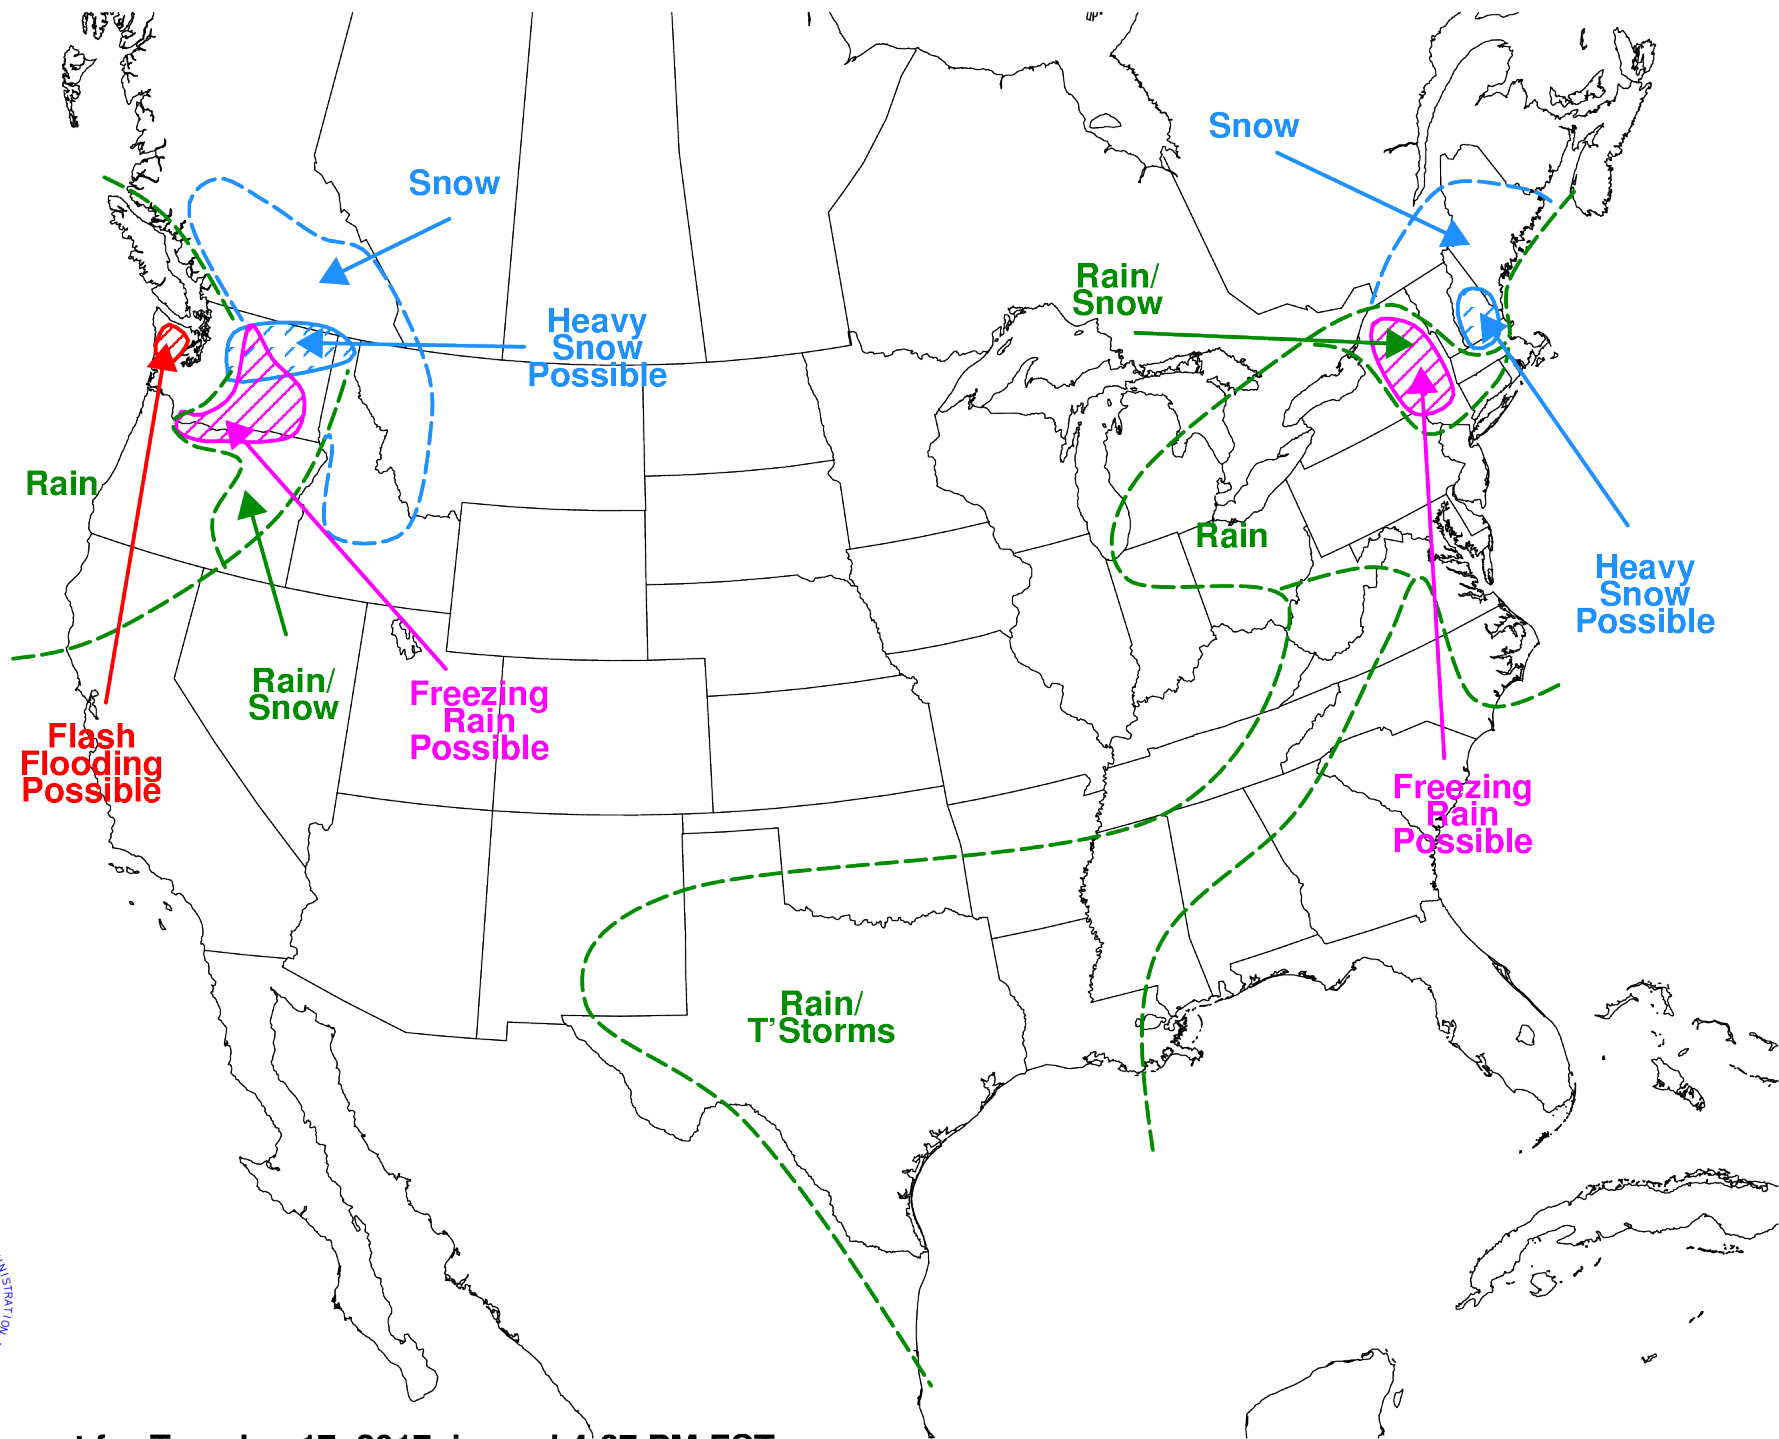 Snow
Snow
Rain/
Snow
Heavy
Snow
Possible
Rain
Rain
Heavy
Snow
Possible
Rain/
Snow
Freezing
Rain
Possible
Flash
Flooding
Possible
Freezing
Rain
Possible
Rain/
T'Storms
NISTRATION